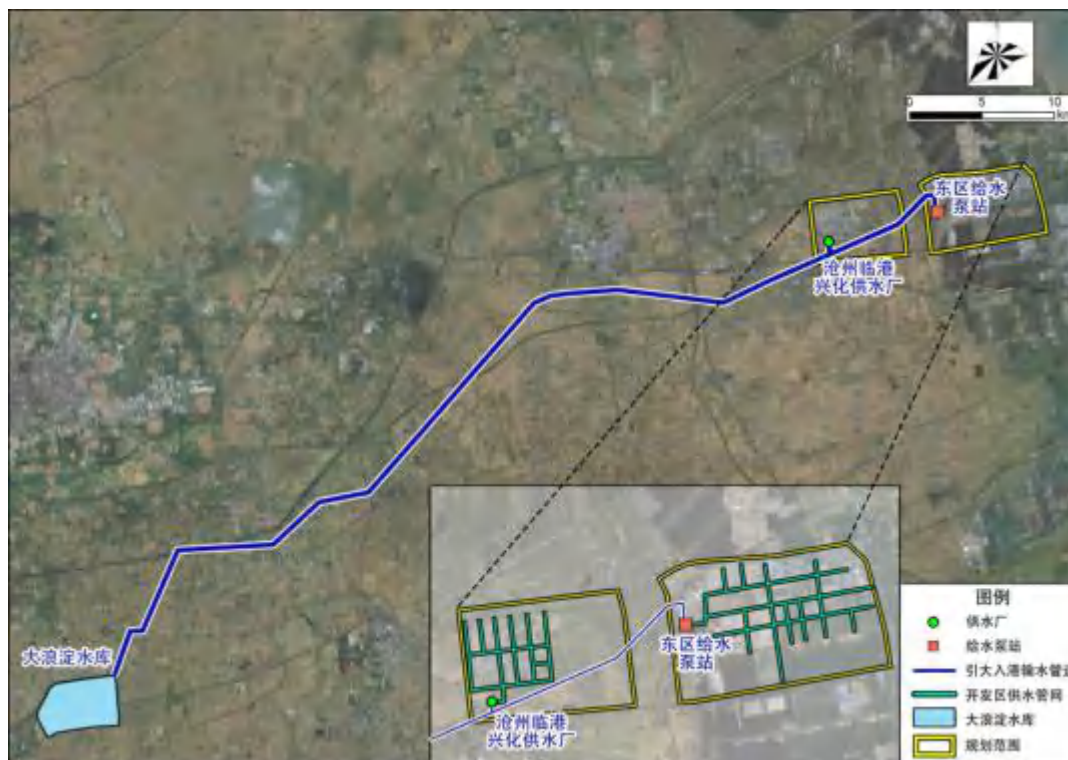 0 5 10
km
东区给水
泵站
沧州临港
兴化供水厂
大浪淀水库
东区给水
泵站
沧州临港
兴化供水厂
图例
供水厂
给水泵站
引大入港输水管道
开发区供水管网
大浪淀水库
规划范围